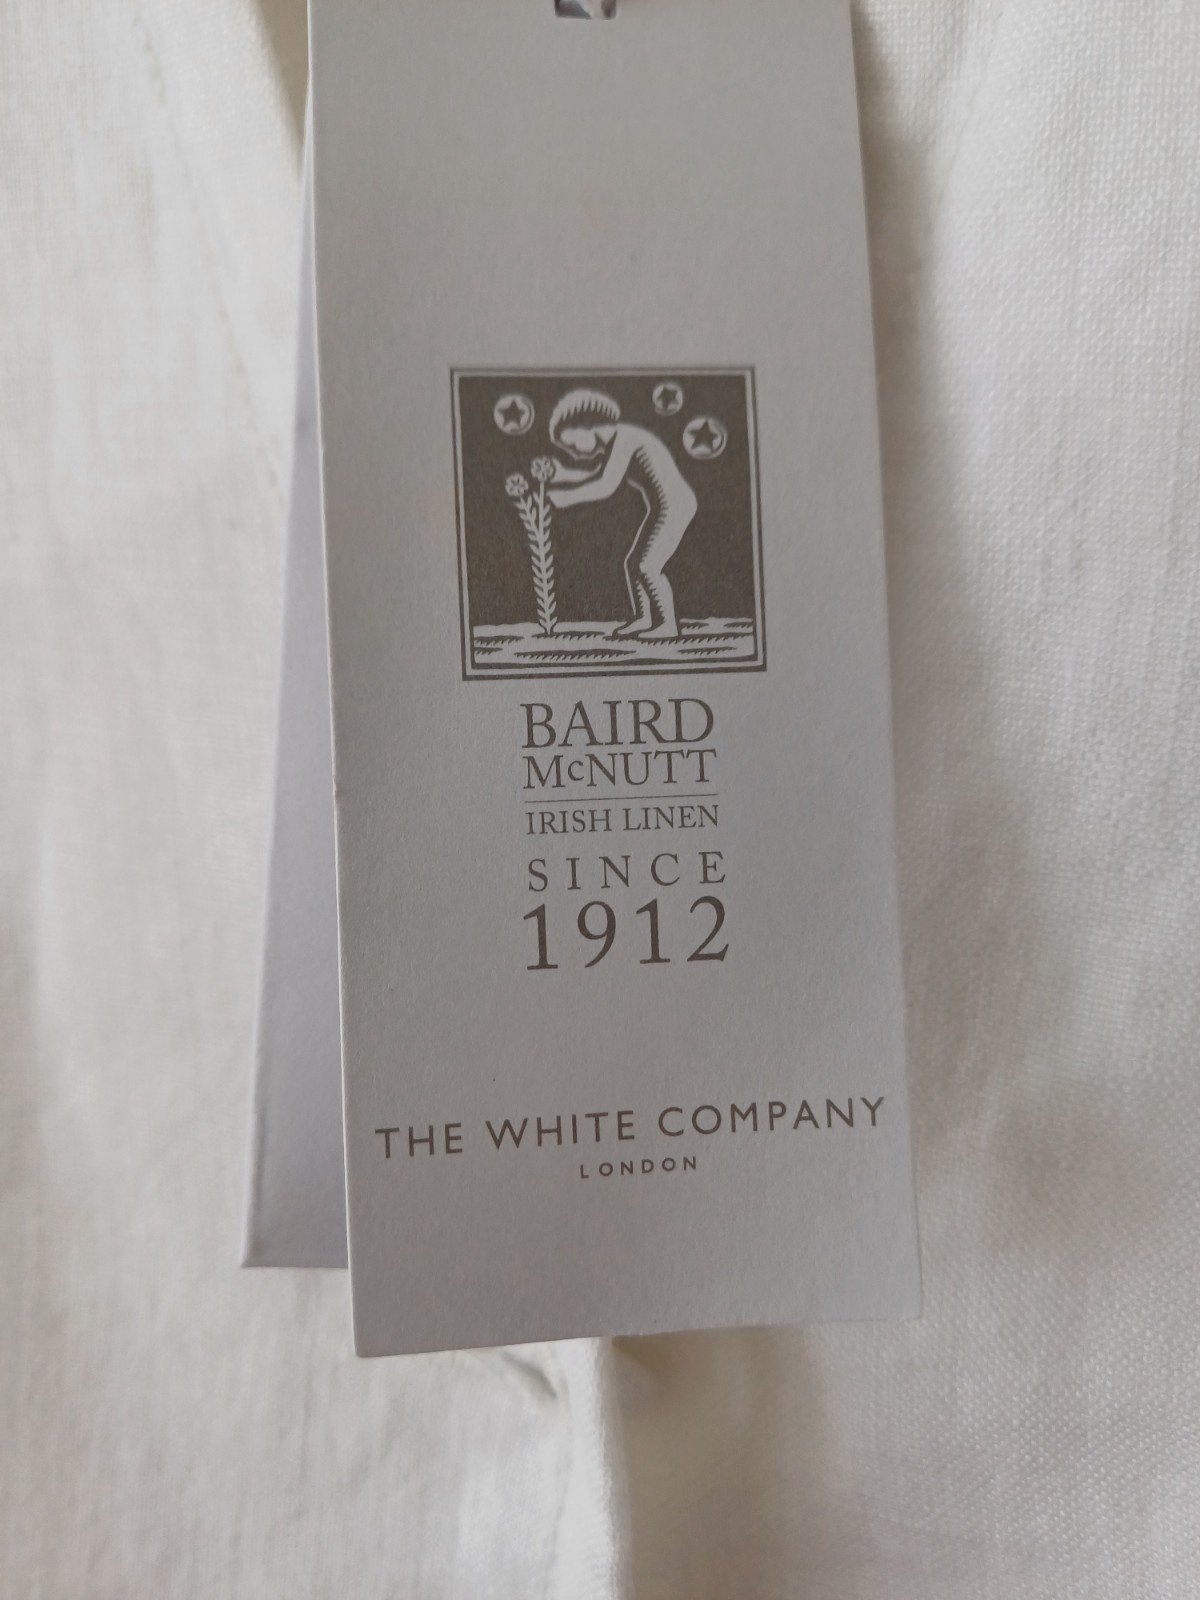 BAIRD
McNUTT
IRISH LINEN
SINCE
1912
THE WHITE COMPANY
LONDON